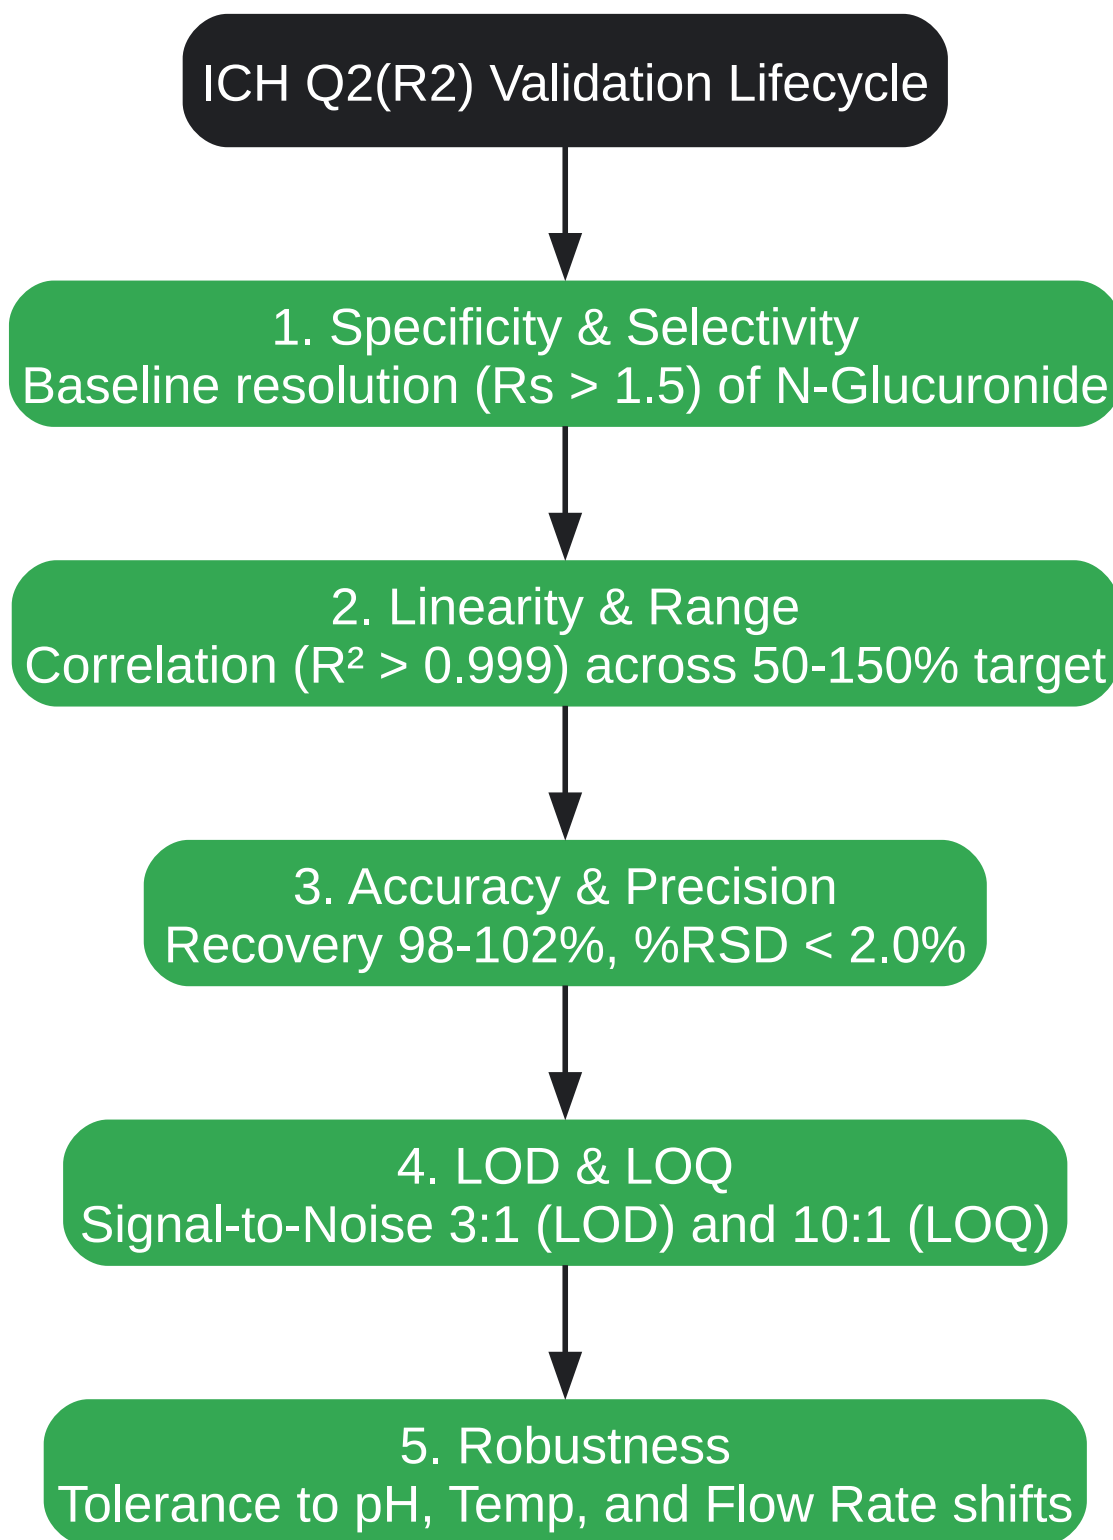 ICH Q2(R2) Validation Lifecycle
1. Specificity & Selectivity
Baseline resolution (Rs > 1.5) of N-Glucuronide
2. Linearity & Range
Correlation (R² > 0.999) across 50-150% target
3. Accuracy & Precision
Recovery 98-102%, %RSD < 2.0%
4. LOD & LOQ
Signal-to-Noise 3:1 (LOD) and 10:1 (LOQ)
5. Robustness
Tolerance to pH, Temp, and Flow Rate shifts